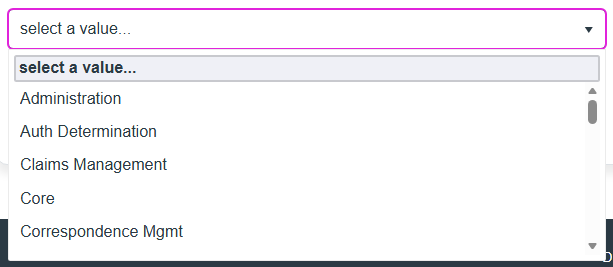 select a value...
select a value...
Administration
Auth Determination
Claims Management
Core
Correspondence Mgmt